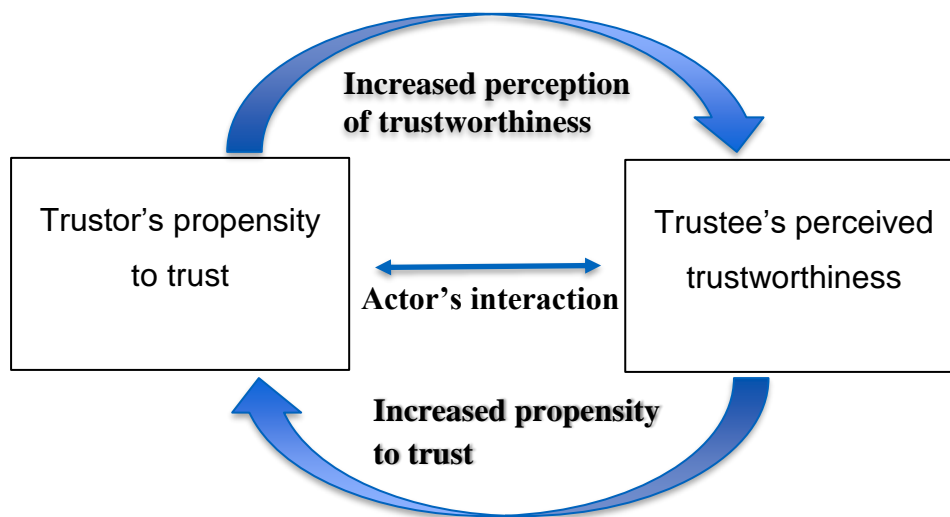 Increased perception
of trustworthiness
Trustor’s propensity
to trust
Trustee’s perceived
trustworthiness
Actor’s interaction
Increased propensity
to trust